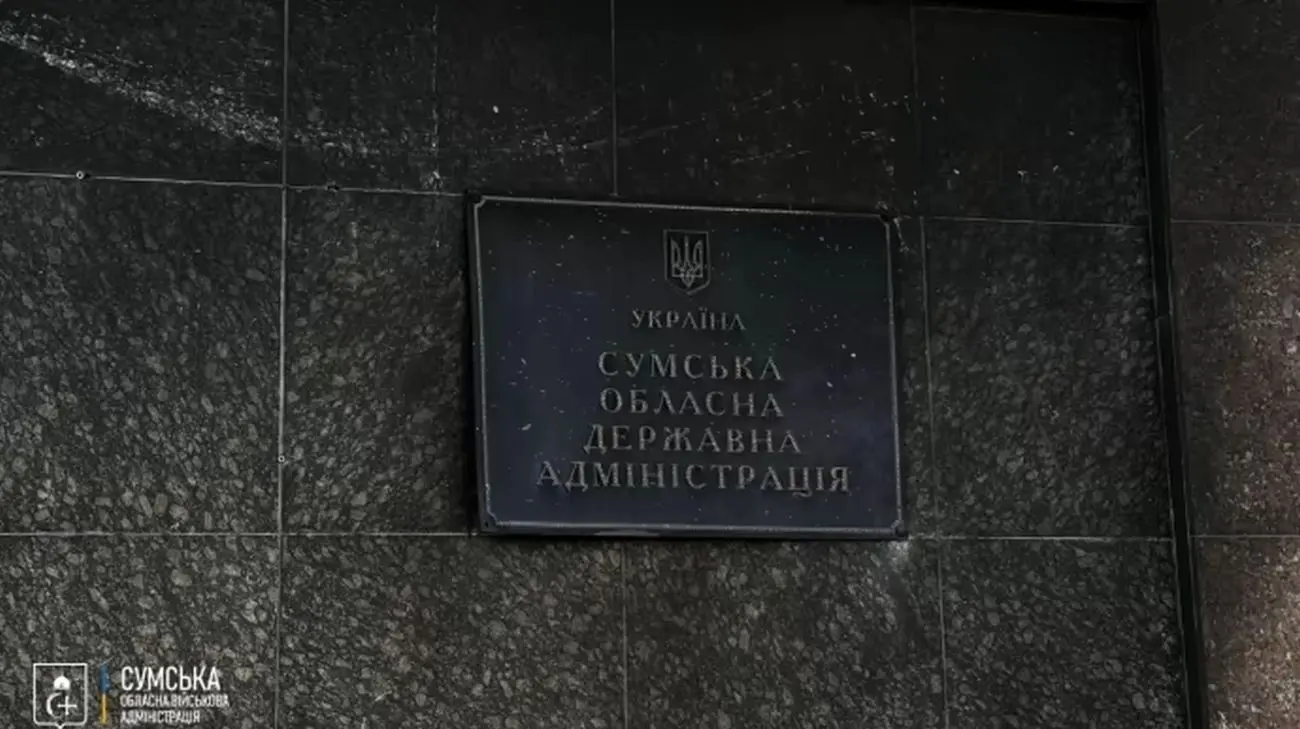 УКРАЇНА
СУМСЬКА
ОБЛАСНА
ДЕРЖАВНА
АДМІНІСТРАЦІЯ
СУМСЬКА
ОБЛАСНА ВІЙСЬКОВА
АДМІНІСТРАЦІЯ